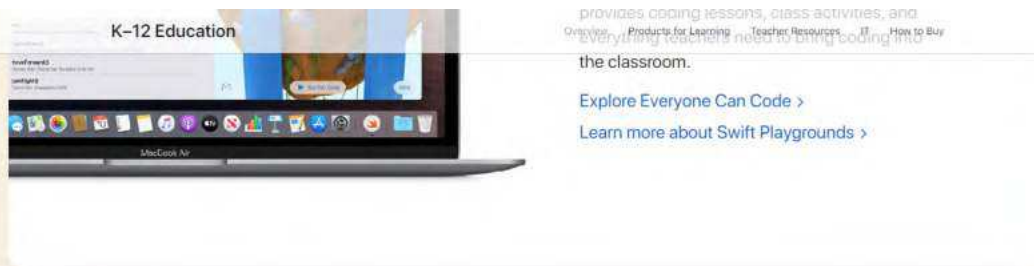 K–12 Education
Overview Products for Learning Teacher Resources IT How to Buy
provides coding lessons, class activities, and
everything teachers need to bring coding into
the classroom.
Explore Everyone Can Code >
Learn more about Swift Playgrounds >
MacBook Air